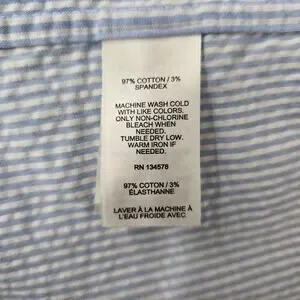 97% COTTON / 3%
SPANDEX
MACHINE WASH COLD
WITH LIKE COLORS.
ONLY NON-CHLORINE
BLEACH WHEN
NEEDED.
TUMBLE DRY LOW.
WARM IRON IF
NEEDED.
RN 134578
97% COTON / 3%
ÉLASTHANNE
LAVER À LA MACHINE À
L'EAU FROIDE AVEC